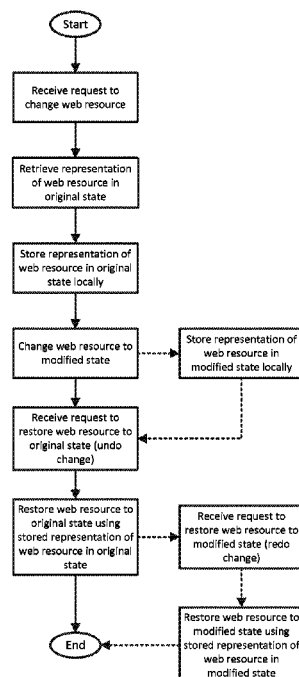 Start
Receive request to
change web resource
Retrieve representation
of web resource in
original state
Store representation of
web resource in original
state locally
Change web resource to
modified state
Store representation of
web resource in
modified state locally
Receive request to
restore web resource to
original state (undo
change)
Restore web resource to
original state using
stored representation of
web resource in original
state
Receive request to
restore web resource to
modified state (redo
change)
End
Restore web resource to
modified state using
stored representation of
web resource in
modified state